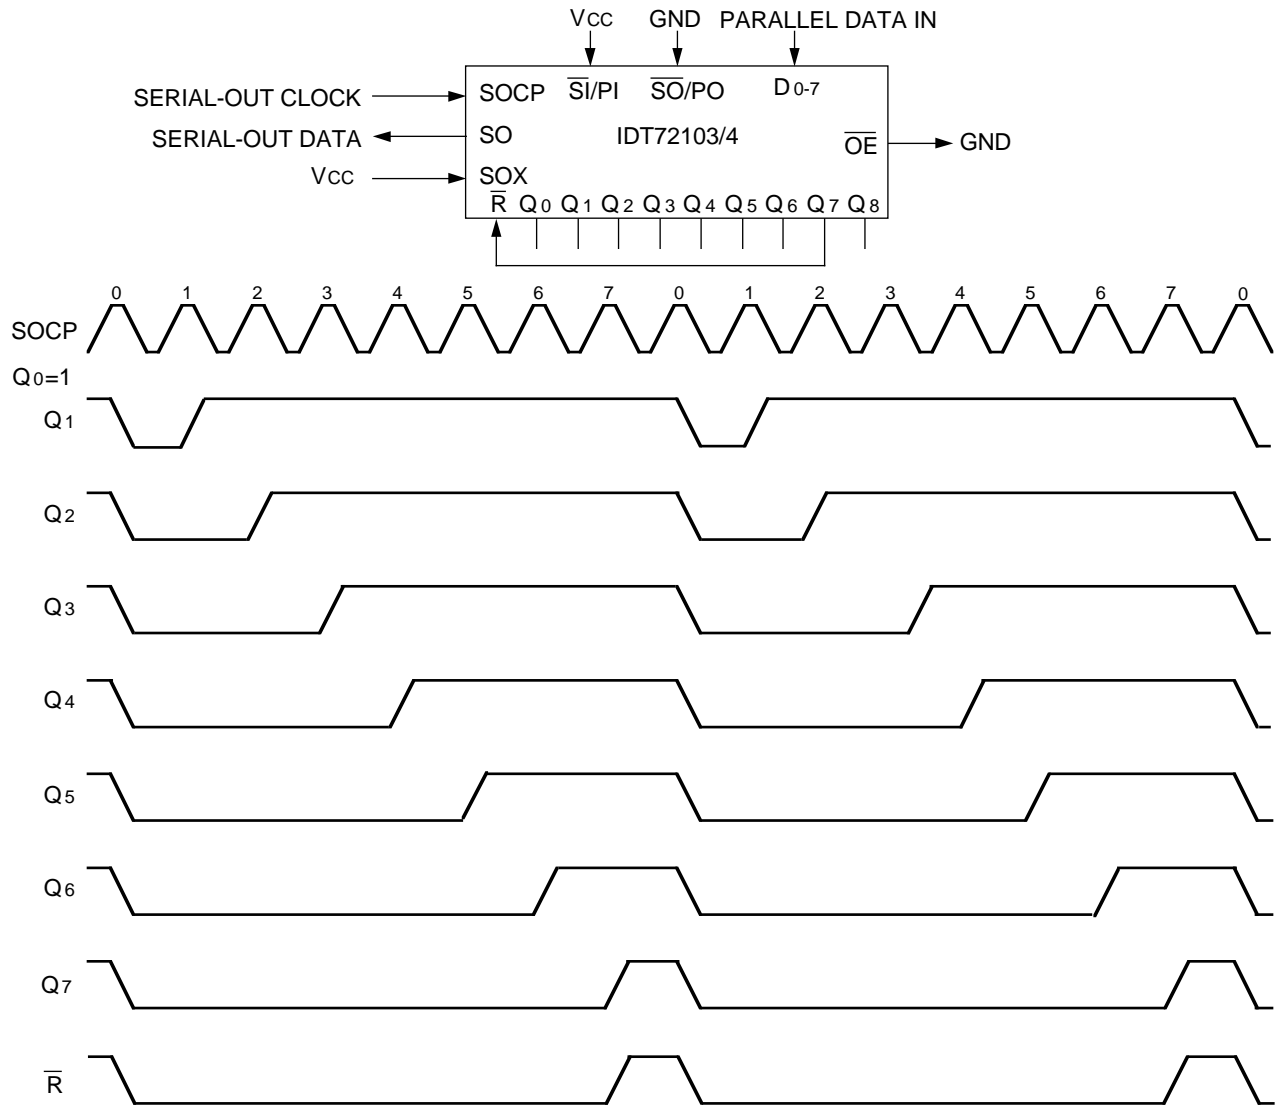 VCC GND PARALLEL DATA IN
SERIAL-OUT CLOCK SOCP SI/PI SO/PO D0-7
SERIAL-OUT DATA SO IDT72103/4 OE GND
VCC SOX
R Q0 Q1 Q2 Q3 Q4 Q5 Q6 Q7 Q8
0 1 2 3 4 5 6 7 0 1 2 3 4 5 6 7 0
SOCP
Q0=1
Q1
Q2
Q3
Q4
Q5
Q6
Q7
R